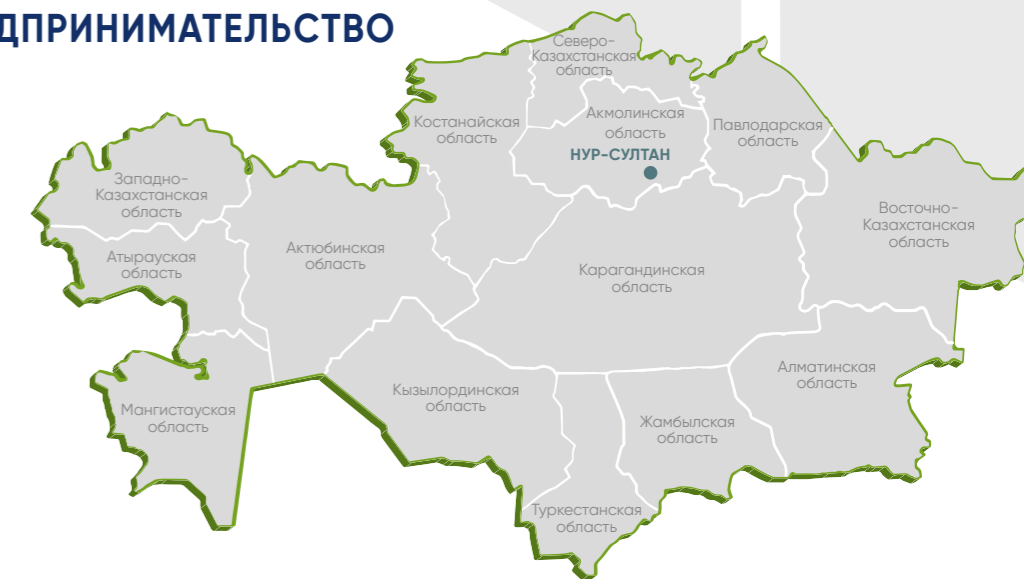 ДПРИНИМАТЕЛЬСТВО
Северо-
Казахстанская
область
Костанайская
область
Акмолинская
область
НУР-СУЛТАН
Павлодарская
область
Западно-
Казахстанская
область
Атырауская
область
Актюбинская
область
Карагандинская
область
Восточно-
Казахстанская
область
Мангистауская
область
Кызылординская
область
Жамбылская
область
Алматинская
область
Туркестанская
область